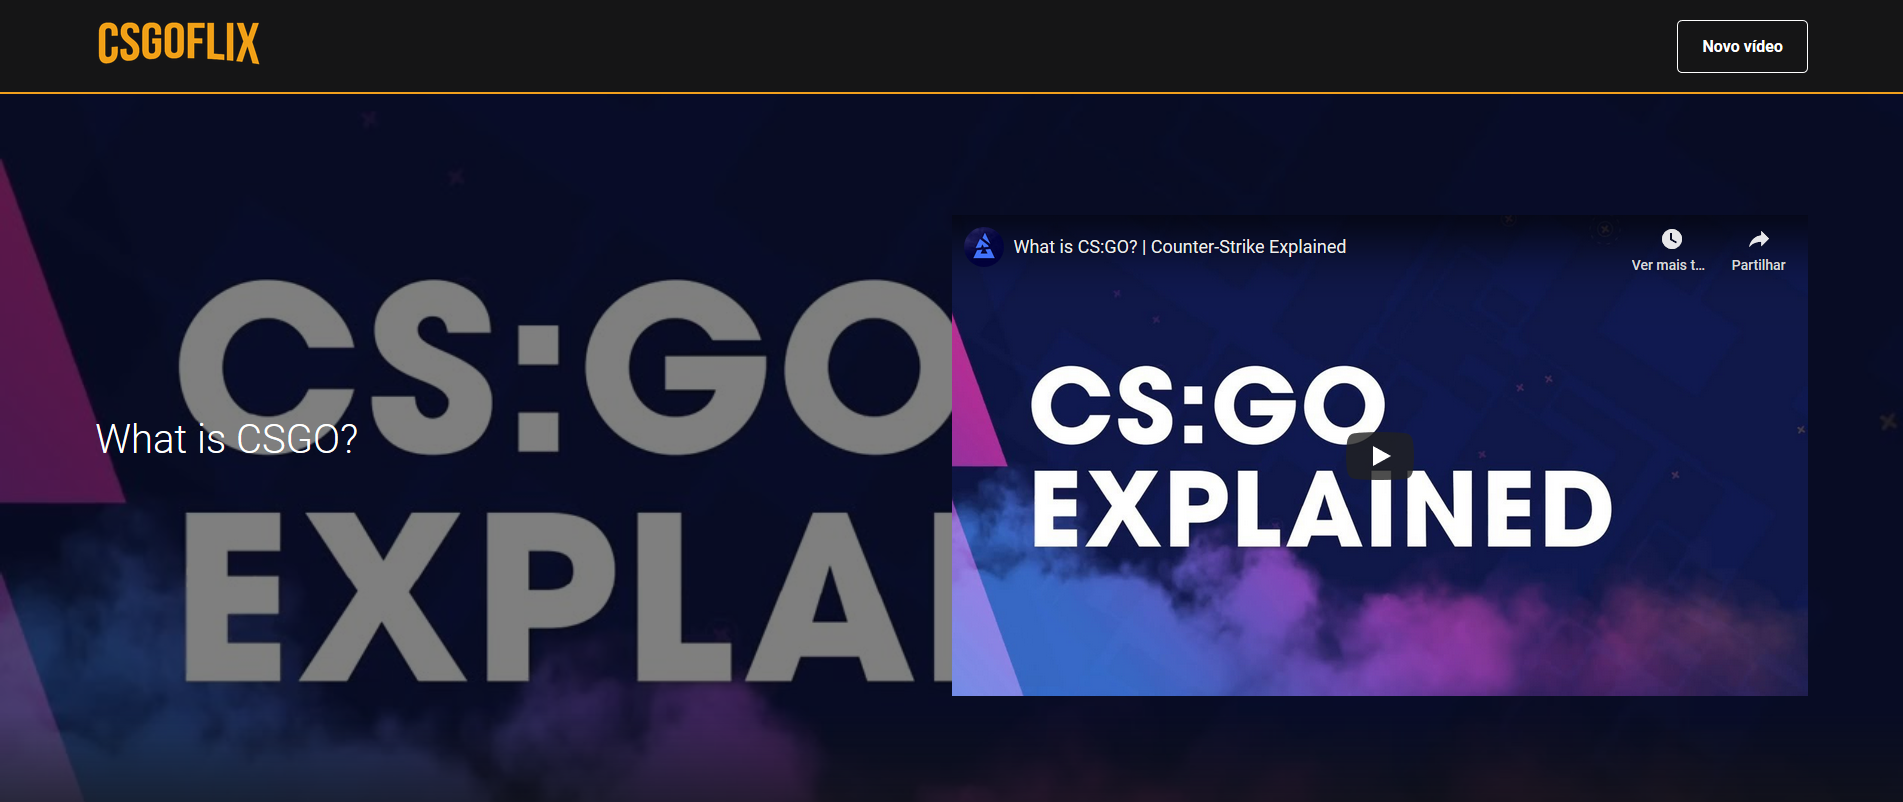 CSGOFLIX
Novo vídeo
What is CS:GO? | Counter-Strike Explained
Ver mais t...
Partilhar
CS:GO
EXPLAI
What is CSGO?
CS:GO
EXPLAINED